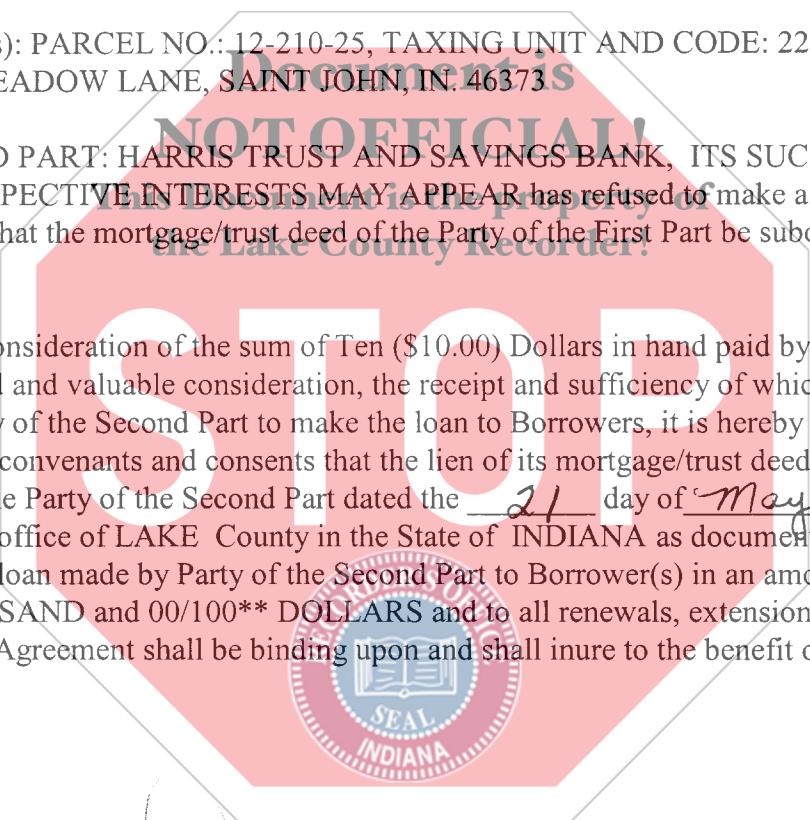 s): PARCEL NO.: 12-210-25, TAXING UNIT AND CODE: 22
EADOW LANE, SAINT JOHN, IN. 46373
Document is
NOT OFFICIAL!
This Document is the property of
the Lake County Recorder!
D PART: HARRIS TRUST AND SAVINGS BANK, ITS SUC
PECTIVE INTERESTS MAY APPEAR has refused to make a
hat the mortgage/trust deed of the Party of the First Part be subo
STOP
onsideration of the sum of Ten ($10.00) Dollars in hand paid by
d and valuable consideration, the receipt and sufficiency of whic
y of the Second Part to make the loan to Borrowers, it is hereby
convenants and consents that the lien of its mortgage/trust deed
e Party of the Second Part dated the 21 day of May
office of LAKE County in the State of INDIANA as document
loan made by Party of the Second Part to Borrower(s) in an amo
SAND and 00/100** DOLLARS and to all renewals, extension
Agreement shall be binding upon and shall inure to the benefit o
RECORDER'S OFFICE
SEAL
INDIANA